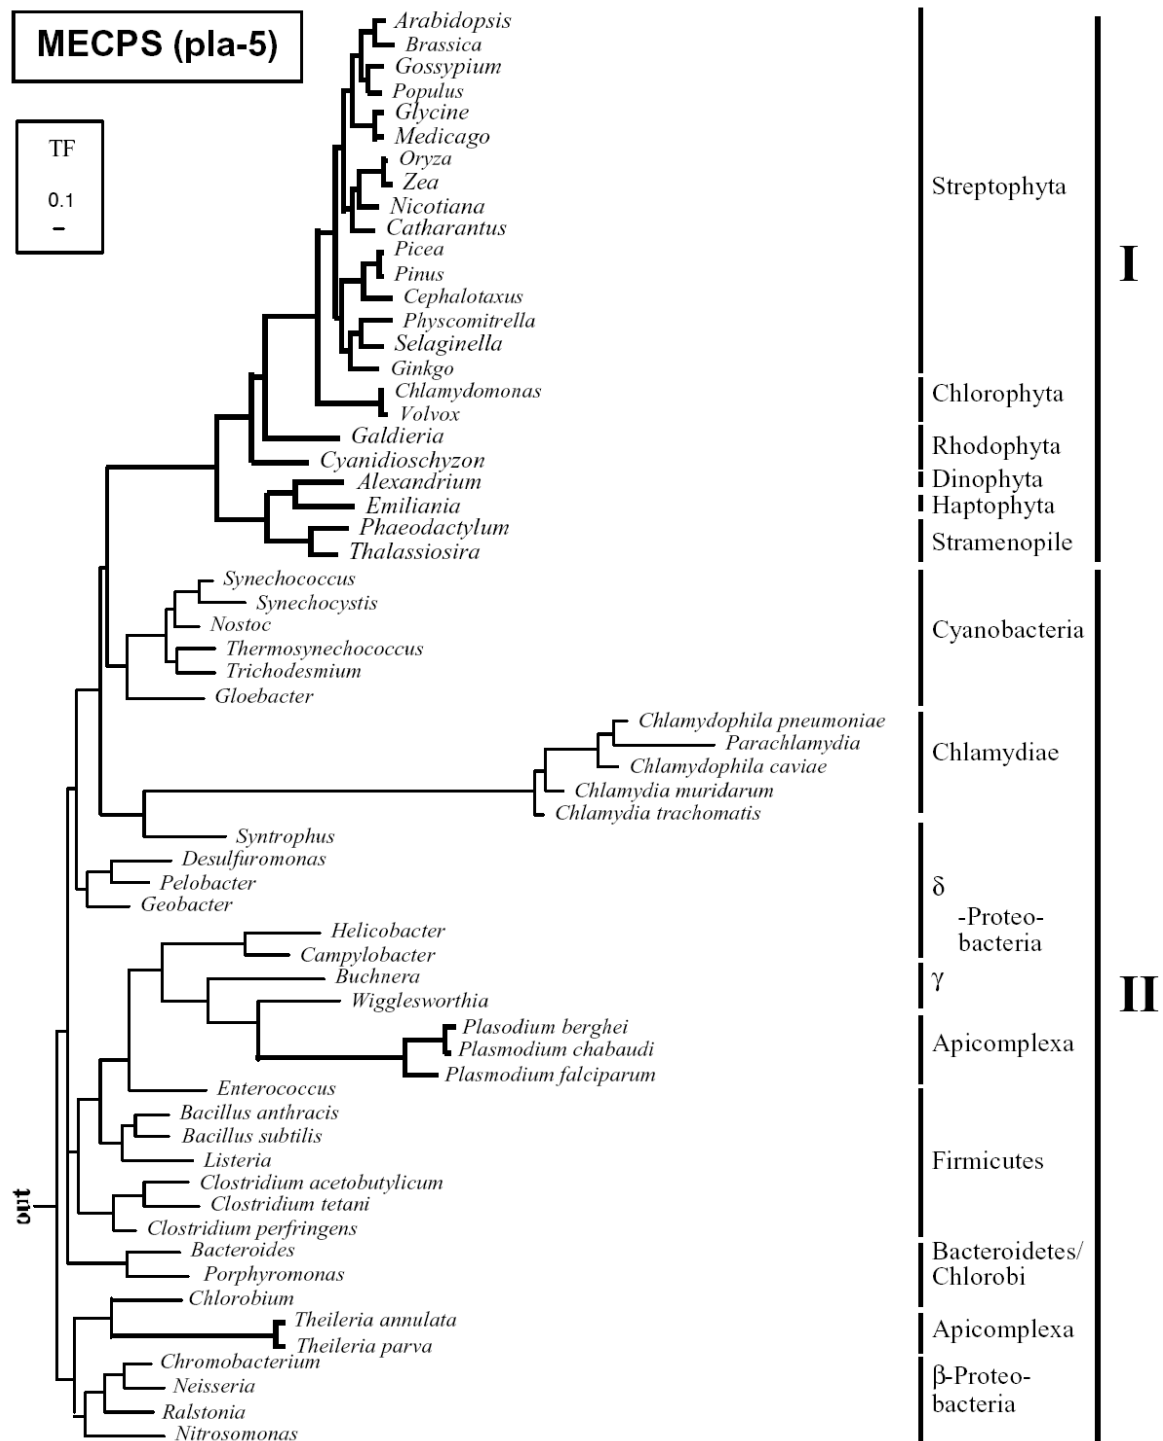 MECPS (pla-5)
TF
0.1
Arabidopsis
Brassica
Gossypium
Populus
Glycine
Medicago
Oryza
Zea
Nicotiana
Catharantus
Picea
Pinus
Cephalotaxus
Physcomitrella
Selaginella
Ginkgo
Chlamydomonas
Volvox
Galdieria
Cyanidioschyzon
Alexandrium
Emiliania
Phaeodactylum
Thalassiosira
Synechococcus
Synechocystis
Nostoc
Thermosynechococcus
Trichodesmium
Gloebacter
Chlamydophila pneumoniae
Parachlamydia
Chlamydophila caviae
Chlamydia muridarum
Chlamydia trachomatis
Syntrophus
Desulfuromonas
Pelobacter
Geobacter
Helicobacter
Campylobacter
Buchnera
Wigglesworthia
Plasodium berghei
Plasmodium chabaudi
Plasmodium falciparum
Enterococcus
Bacillus anthracis
Bacillus subtilis
Listeria
Clostridium acetobutylicum
Clostridium tetani
Clostridium perfringens
Bacteroides
Porphyromonas
Chlorobium
Theileria annulata
Theileria parva
Chromobacterium
Neisseria
Ralstonia
Nitrosomonas
out
Streptophyta
Chlorophyta
Rhodophyta
Dinophyta
Haptophyta
Stramenopile
Cyanobacteria
Chlamydiae
δ
-Proteo-
bacteria
γ
Apicomplexa
Firmicutes
Bacteroidetes/
Chlorobi
Apicomplexa
β-Proteo-
bacteria
I
II